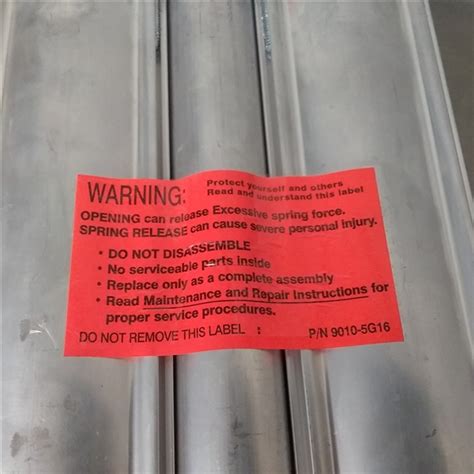 WARNING:
Protect yourself and others
Read and understand this label
OPENING can release Excessive spring force.
SPRING RELEASE can cause severe personal injury.
• DO NOT DISASSEMBLE
• No serviceable parts inside
• Replace only as a complete assembly
• Read Maintenance and Repair Instructions for
proper service procedures.
DO NOT REMOVE THIS LABEL : P/N 9010-5G16